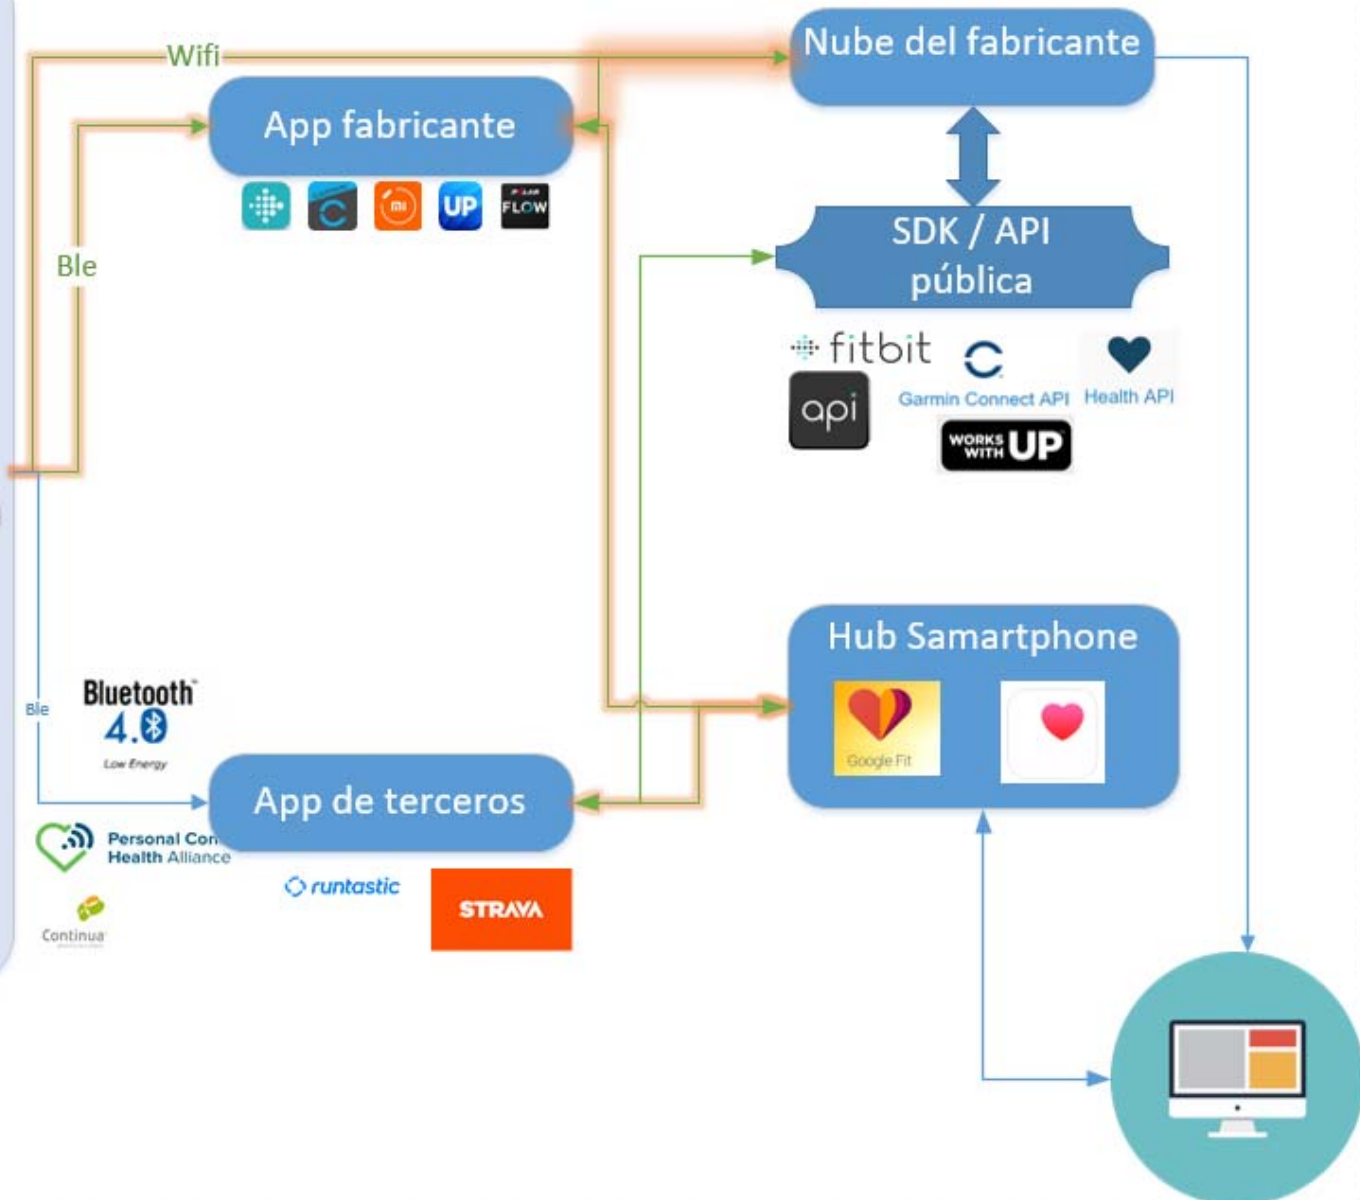 Wifi
Nube del fabricante
App fabricante
UP
POLAR
FLOW
Ble
SDK / API
pública
fitbit
api
Garmin Connect API
Health API
WORKS
WITH UP
Hub Samartphone
Google Fit
Ble
Bluetooth
4.0
Low Energy
App de terceros
Personal Con
Health Alliance
runtastic
STRAVA
Continua